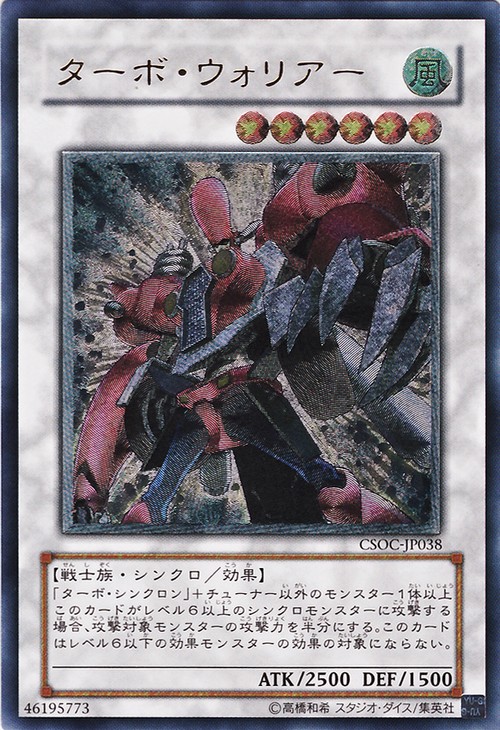 ターボ・ウォリアー
風
CSOC-JP038
【戦士族・シンクロ/効果】
「ターボ・シンクロン」+チューナー以外のモンスター1体以上
このカードがレベル6以上のシンクロモンスターに攻撃する
場合、攻撃対象モンスターの攻撃力を半分にする。このカード
はレベル6以下の効果モンスターの効果の対象にならない。
ATK/2500 DEF/1500
46195773
©高橋和希 スタジオ・ダイス/集英社